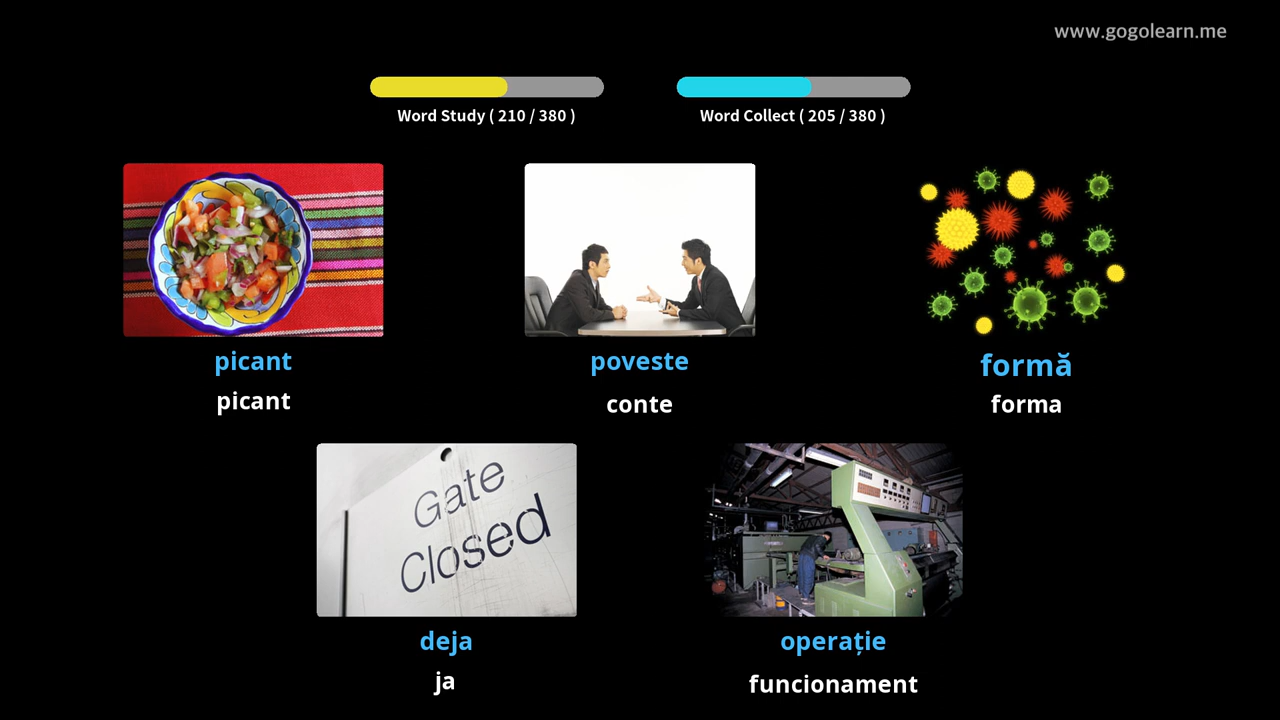 www.gogolearn.me
Word Study ( 210 / 380 )
Word Collect ( 205 / 380 )
picant
picant
poveste
conte
formă
forma
Gate
Closed
deja
ja
operație
funcionament